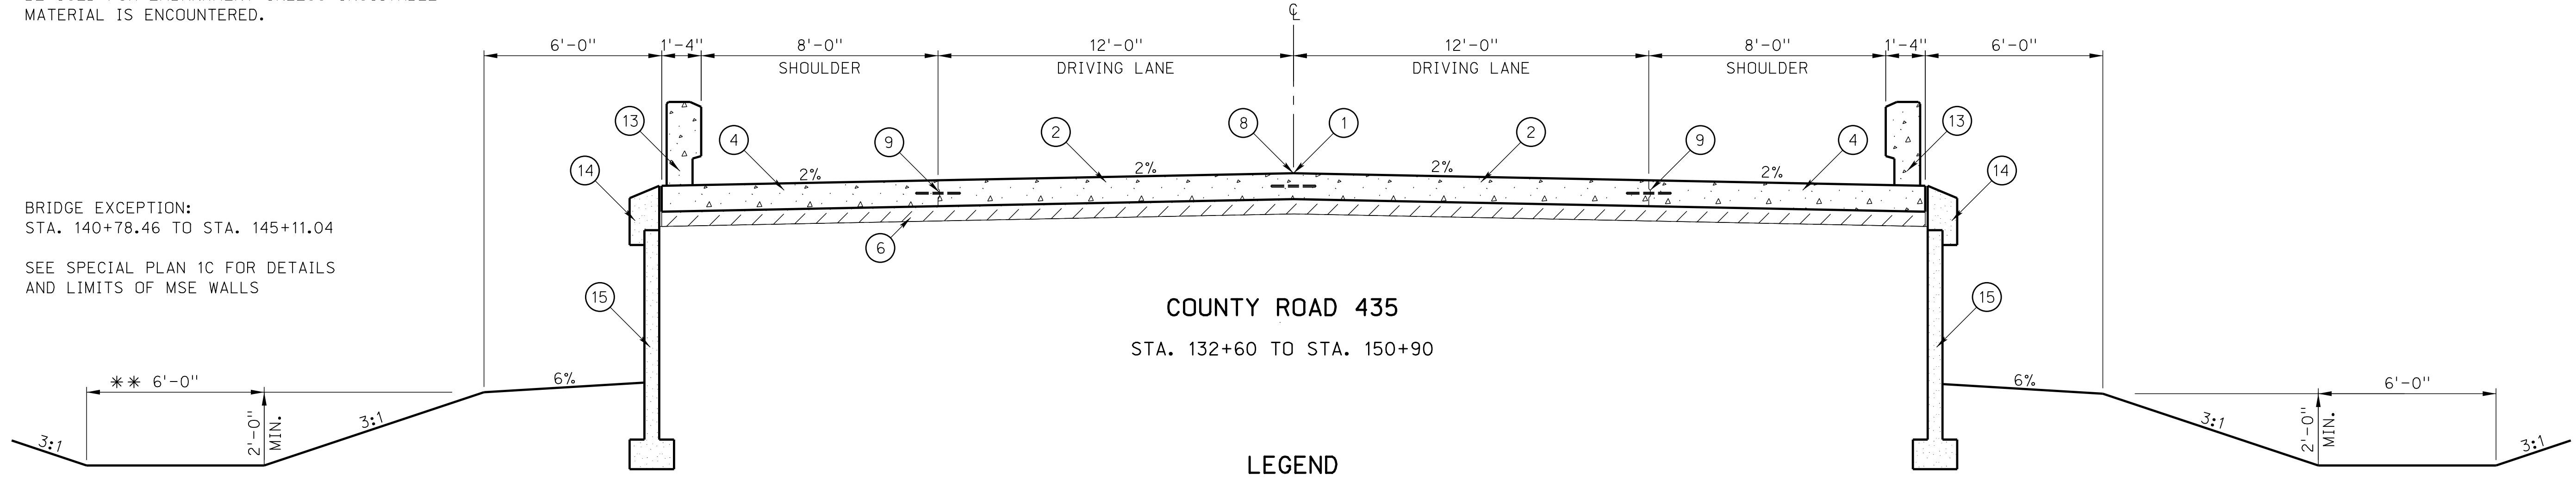 MATERIAL IS ENCOUNTERED.
℄
6'-0" 1'-4" 8'-0" 12'-0" 12'-0" 8'-0" 1'-4" 6'-0"
SHOULDER DRIVING LANE DRIVING LANE SHOULDER
13 4 9 2 8 1 2 9 4 13
14 2% 2% 2% 2% 14
BRIDGE EXCEPTION:
STA. 140+78.46 TO STA. 145+11.04
6
SEE SPECIAL PLAN 1C FOR DETAILS
AND LIMITS OF MSE WALLS
15 15
COUNTY ROAD 435
STA. 132+60 TO STA. 150+90
** 6'-0" 6% 6% 6'-0"
3:1 2'-0" MIN. 3:1 3:1 2'-0" MIN. 3:1
LEGEND